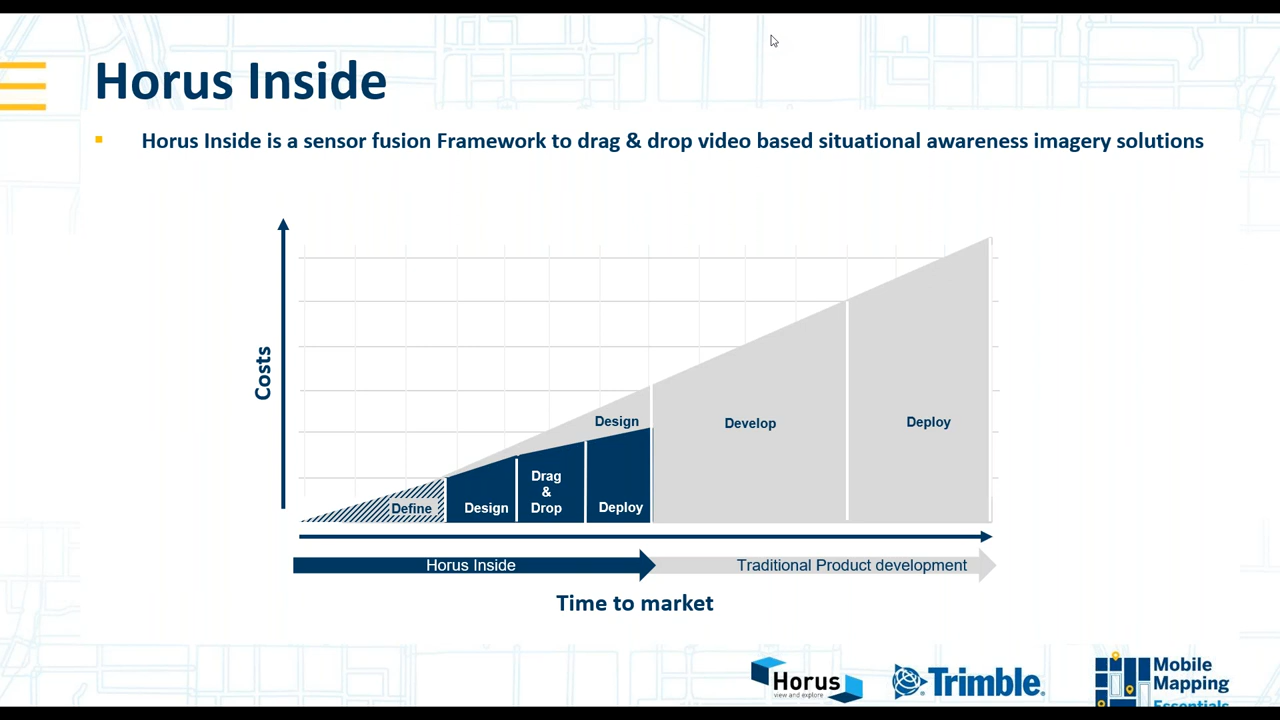 Horus Inside
Horus Inside is a sensor fusion Framework to drag & drop video based situational awareness imagery solutions
Costs
Design
Develop
Deploy
Define
Design
Drag
&
Drop
Deploy
Horus Inside
Traditional Product development
Time to market
Horus
view and explore
Trimble.
Mobile
Mapping
Essentials